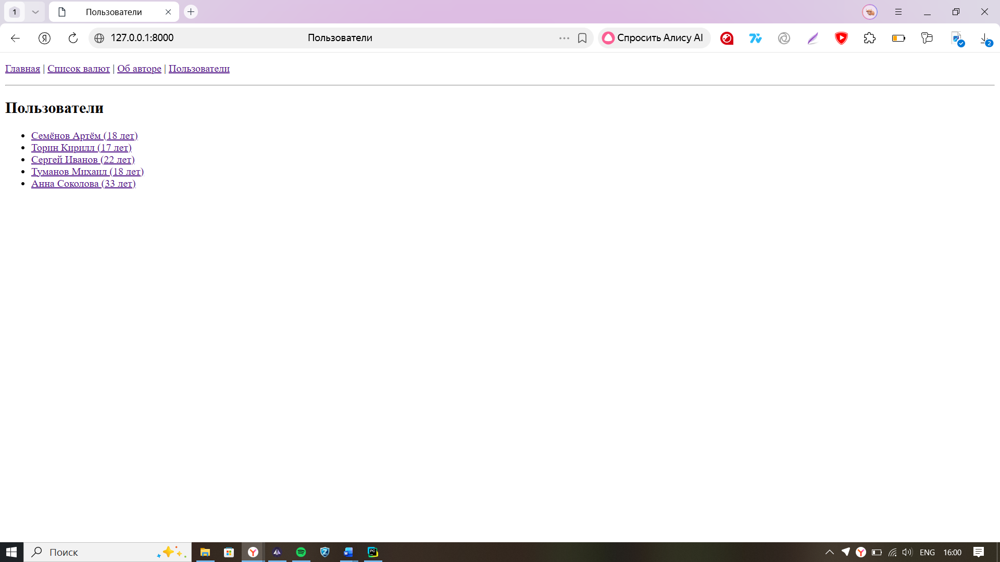 1
Пользователи
127.0.0.1:8000
Пользователи
Спросить Алису AI
2
Главная | Список валют | Об авторе | Пользователи
Пользователи
Семёнов Артём (18 лет)
Торин Кирилл (17 лет)
Сергей Иванов (22 лет)
Туманов Михаил (18 лет)
Анна Соколова (33 лет)
Поиск
ENG
16:00